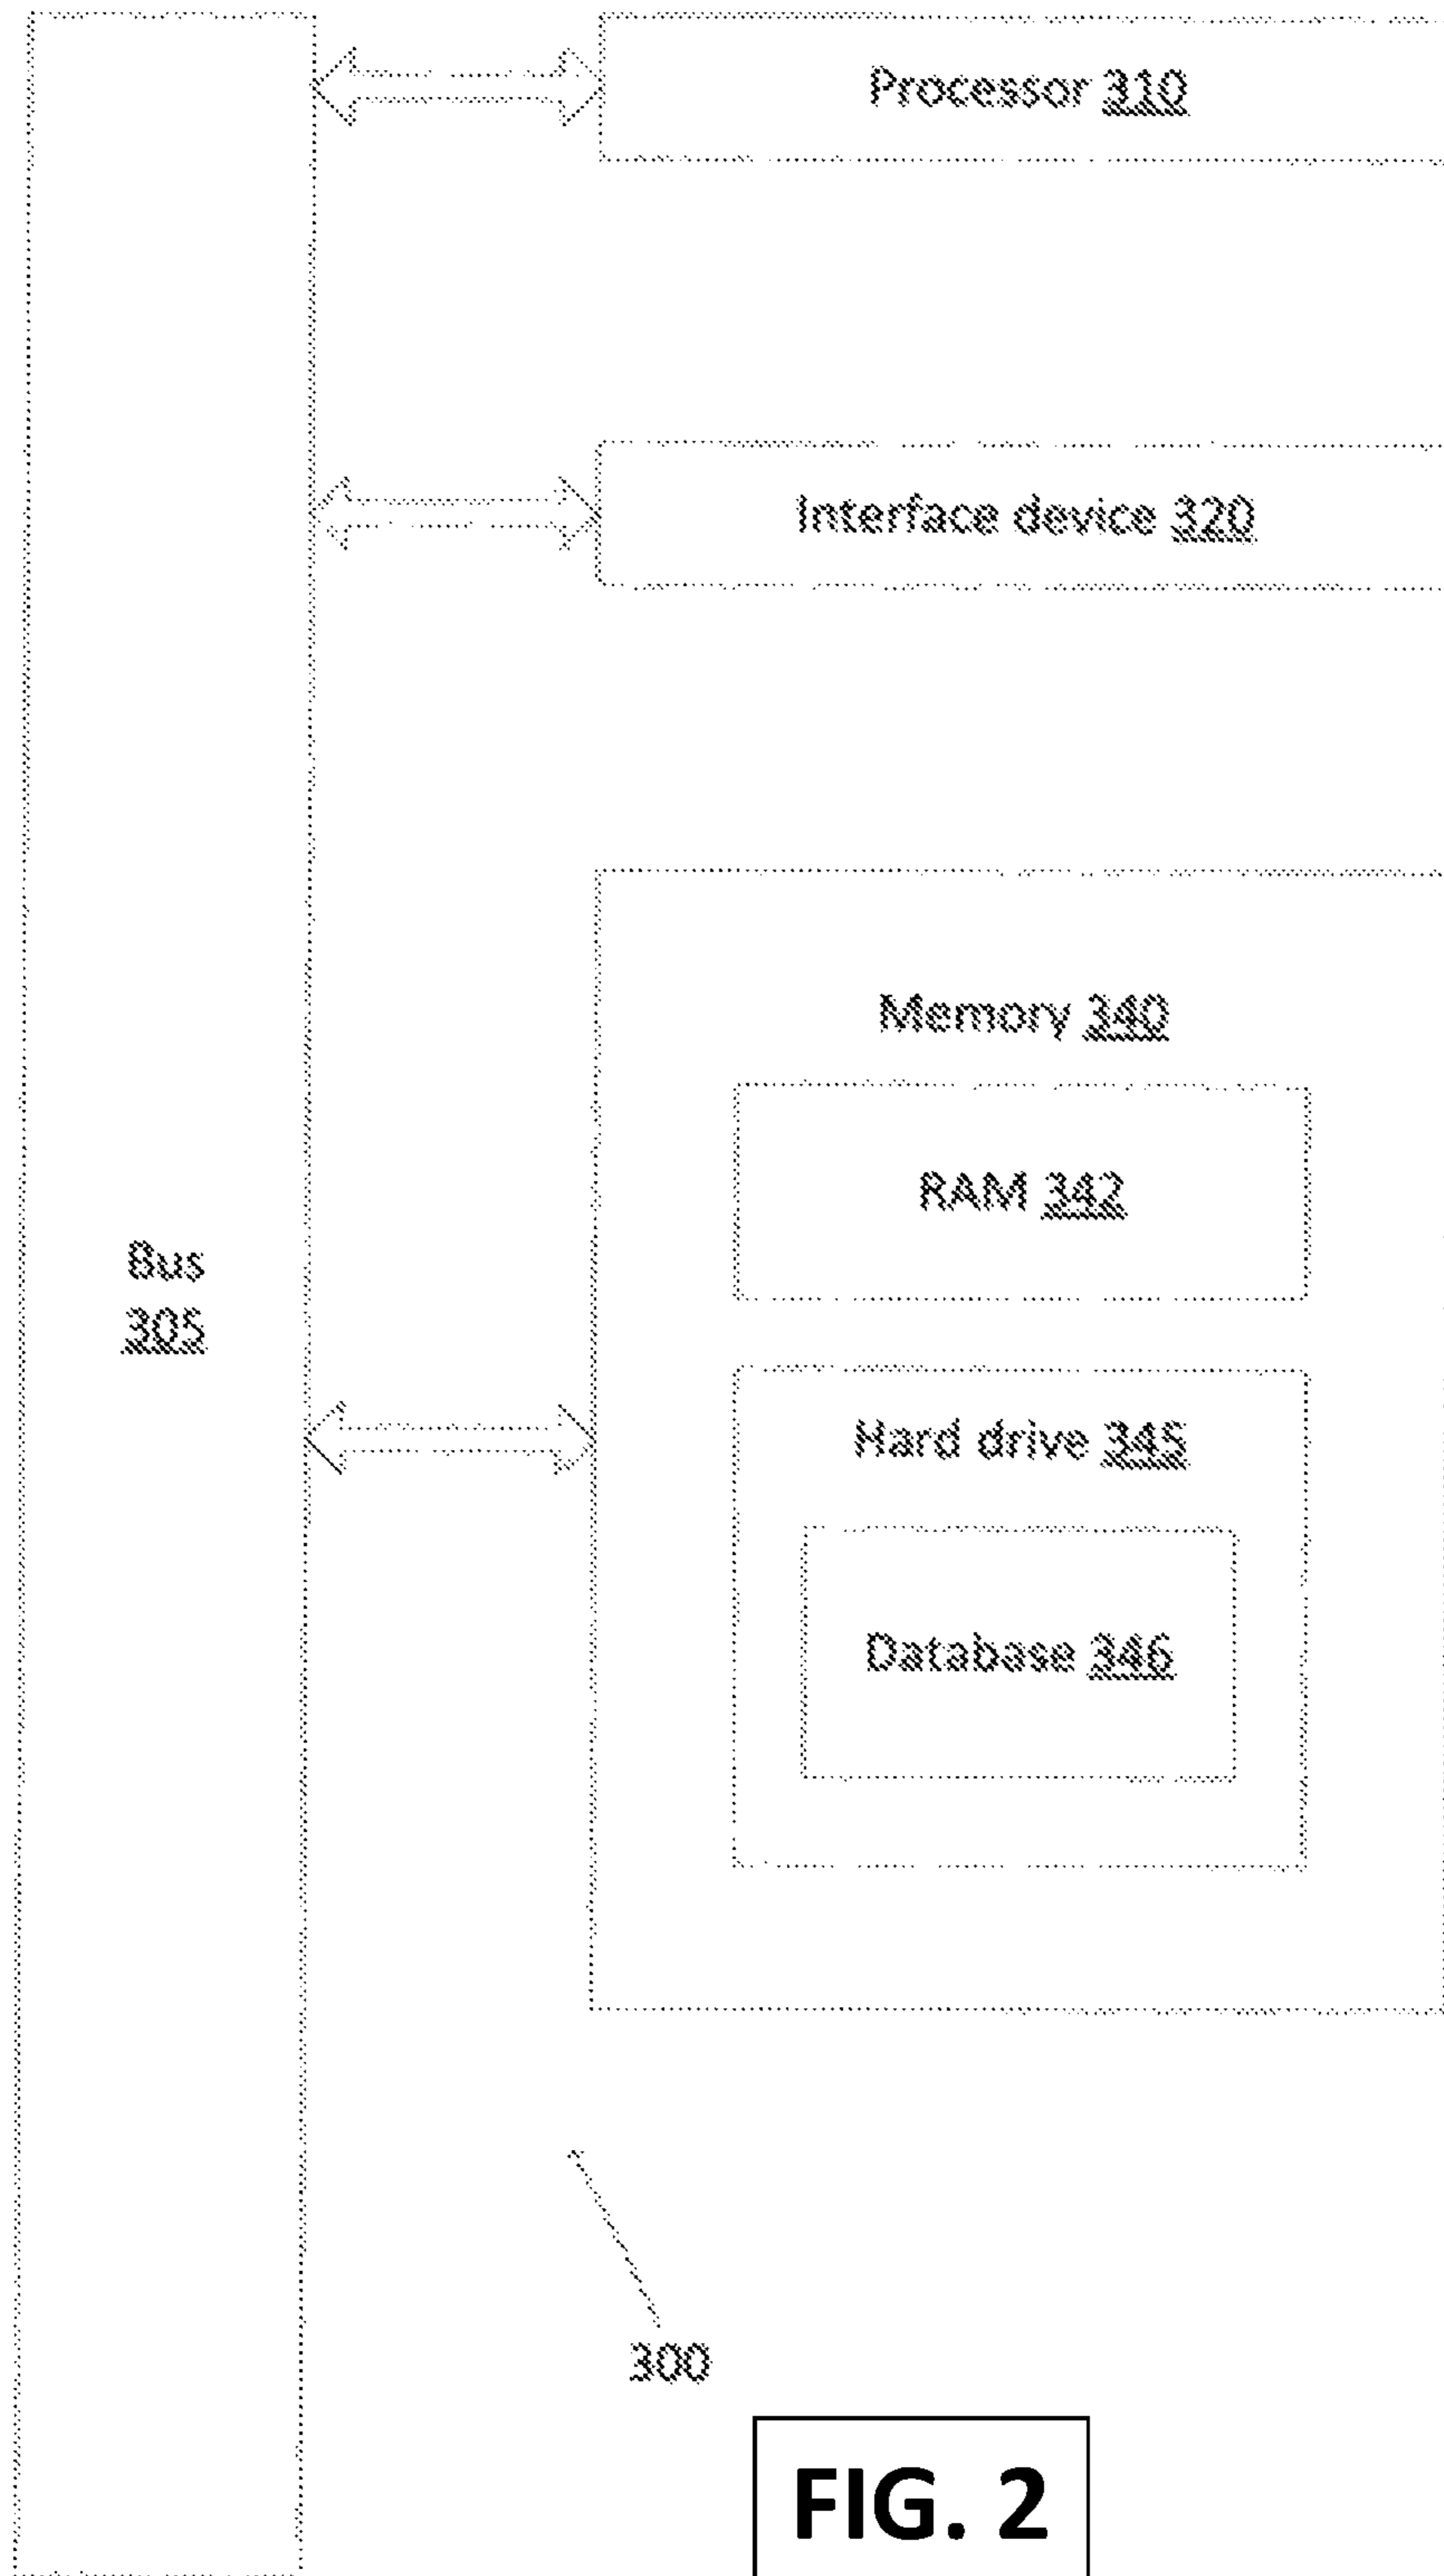 Processor 310
Interface device 320
Memory 340
RAM 342
Bus
305
Hard drive 345
Database 346
300
FIG. 2